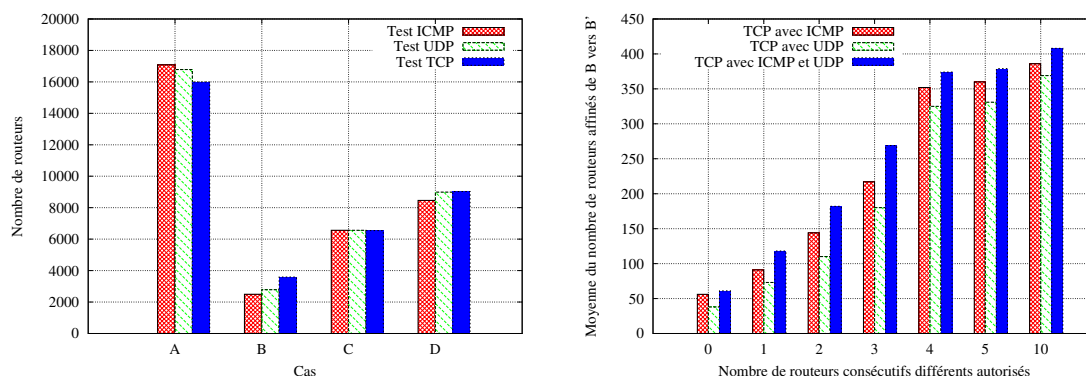 Nombre de routeurs
20000
18000
16000
14000
12000
10000
8000
6000
4000
2000
0
Test ICMP
Test UDP
Test TCP
A
B
C
D
Cas
Moyenne du nombre de routeurs affinés de B vers B'
450
400
350
300
250
200
150
100
50
0
TCP avec ICMP
TCP avec UDP
TCP avec ICMP et UDP
0
1
2
3
4
5
10
Nombre de routeurs consécutifs différents autorisés